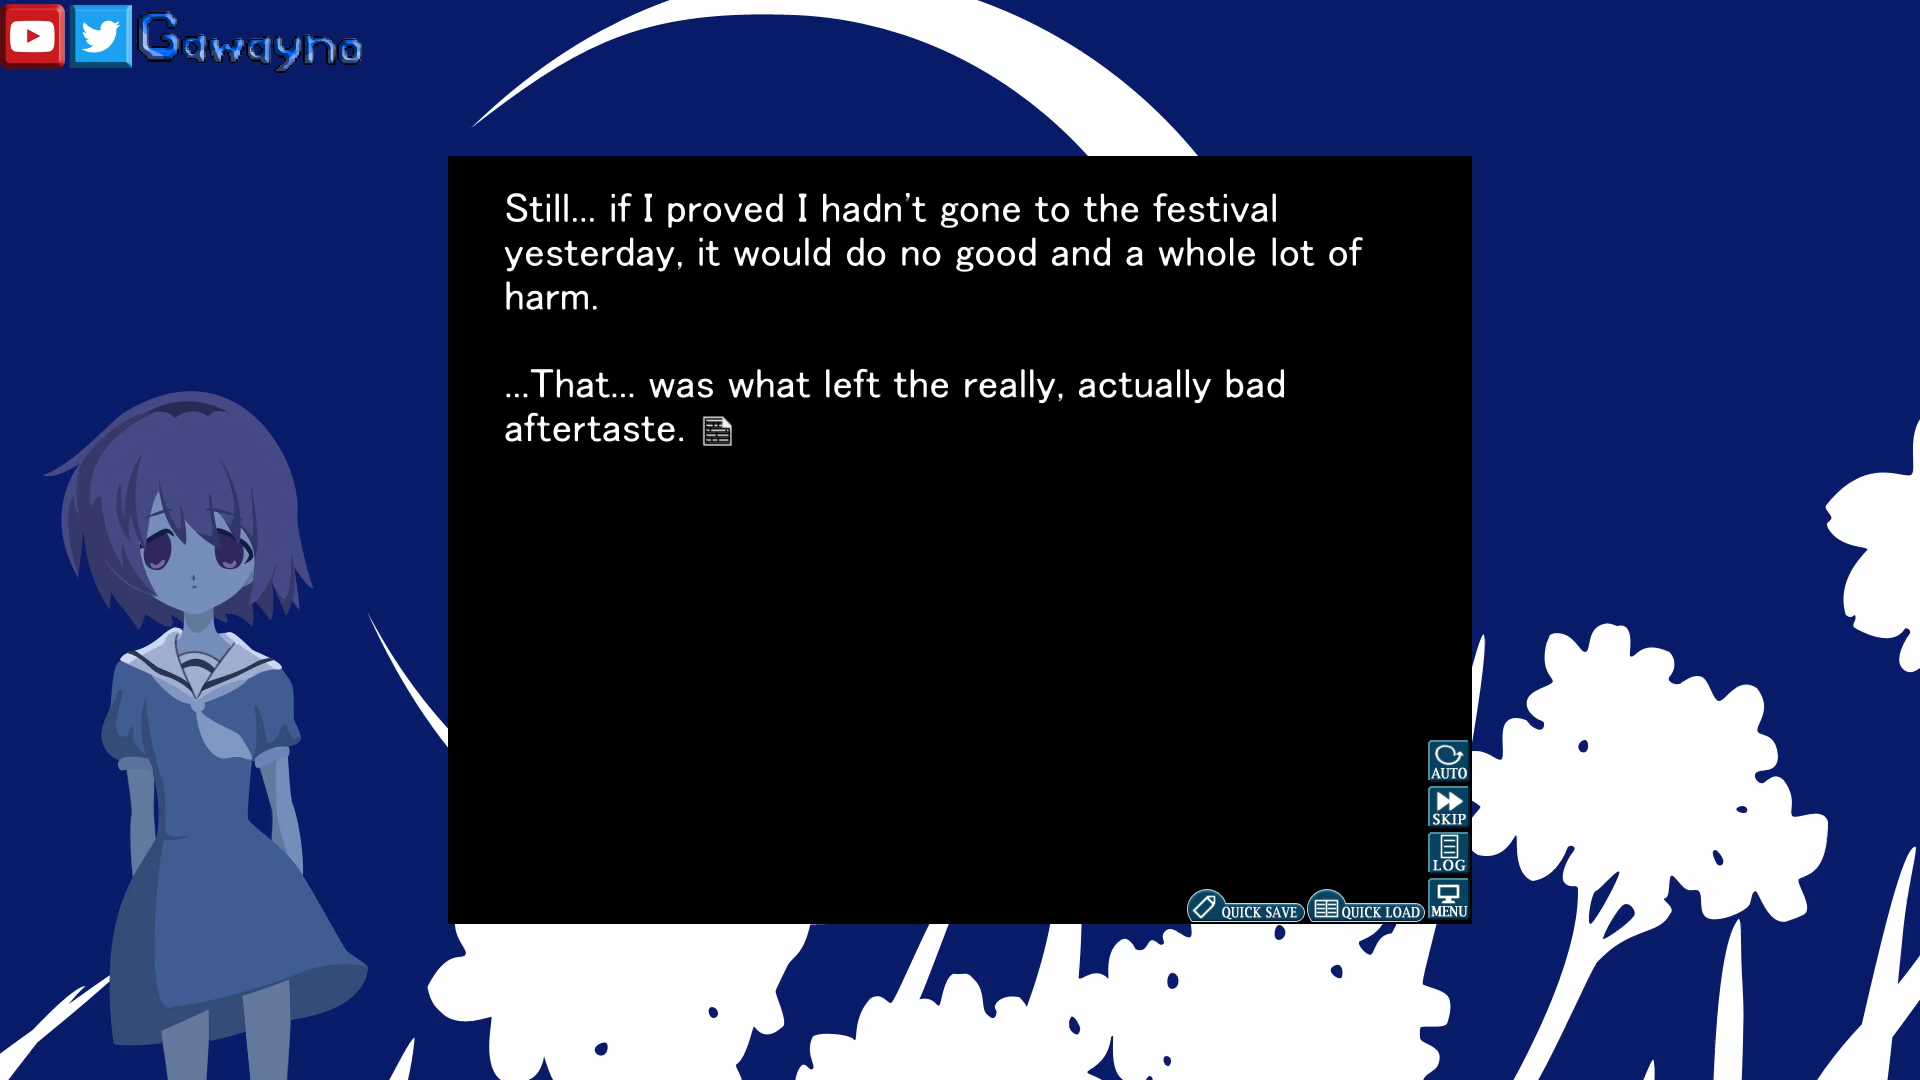 Gawayno
Still... if I proved I hadn't gone to the festival
yesterday, it would do no good and a whole lot of
harm.
...That... was what left the really, actually bad
aftertaste.
AUTO
SKIP
LOG
MENU
QUICK SAVE
QUICK LOAD